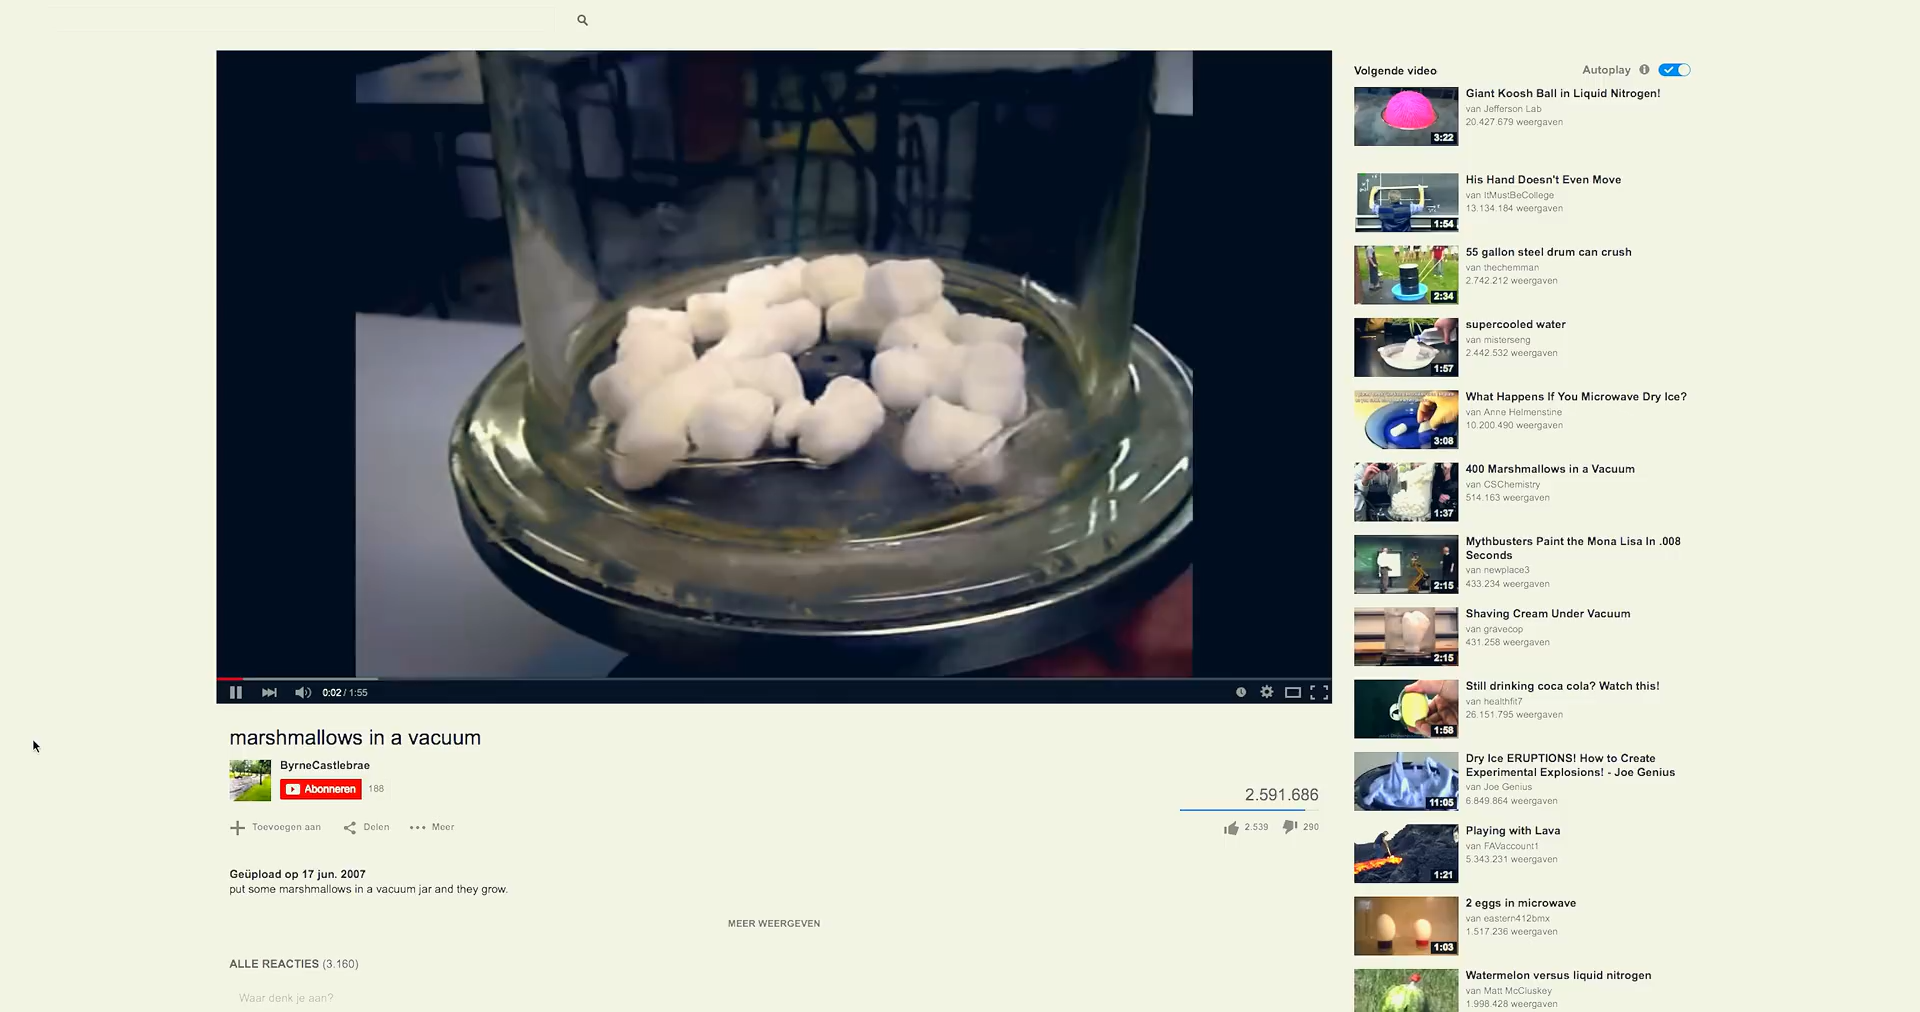 0:02 / 1:55
marshmallows in a vacuum
ByrneCastlebrae
Abonneren 188
2.591.686
Toevoegen aan Delen Meer
2.539 290
Geüpload op 17 jun. 2007
put some marshmallows in a vacuum jar and they grow.
MEER WEERGEVEN
ALLE REACTIES (3.160)
Waar denk je aan?
Volgende video Autoplay
3:22
Giant Koosh Ball in Liquid Nitrogen!
van Jefferson Lab
20.427.679 weergaven
1:54
His Hand Doesn't Even Move
van ItMustBeCollege
13.134.184 weergaven
2:34
55 gallon steel drum can crush
van thechemman
2.742.212 weergaven
1:57
supercooled water
van misterseng
2.442.532 weergaven
3:08
What Happens If You Microwave Dry Ice?
van Anne Helmenstine
10.200.490 weergaven
1:37
400 Marshmallows in a Vacuum
van CSChemistry
514.163 weergaven
2:15
Mythbusters Paint the Mona Lisa In .008
Seconds
van newplace3
433.234 weergaven
2:15
Shaving Cream Under Vacuum
van gravecop
431.258 weergaven
1:58
Still drinking coca cola? Watch this!
van healthfit7
26.151.795 weergaven
11:05
Dry Ice ERUPTIONS! How to Create
Experimental Explosions! - Joe Genius
van Joe Genius
6.849.864 weergaven
1:21
Playing with Lava
van FAVaccount1
5.343.231 weergaven
1:03
2 eggs in microwave
van eastern412bmx
1.517.236 weergaven
Watermelon versus liquid nitrogen
van Matt McCluskey
1.998.428 weergaven